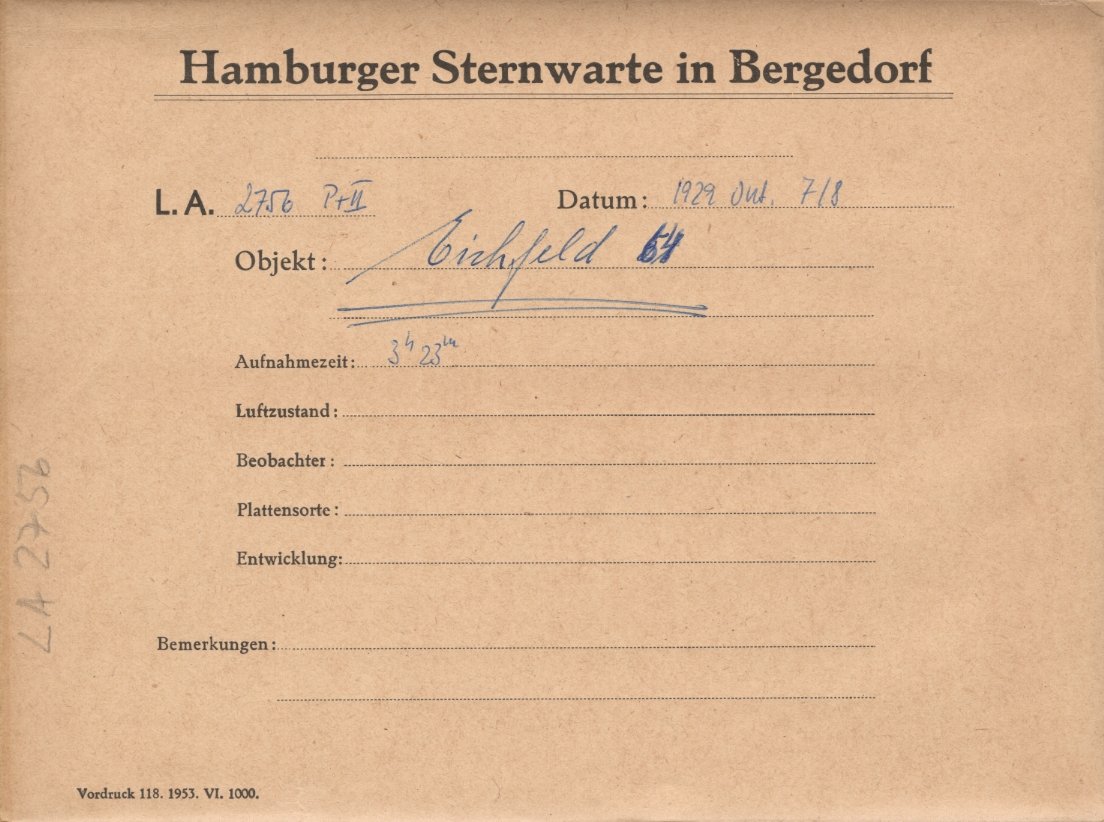 Hamburger Sternwarte in Bergedorf
L. A. 2756 P+II Datum: 1929 Okt. 7/8
Objekt: Eichfeld 64
Aufnahmezeit: 3h 23m
Luftzustand:
Beobachter:
Plattensorte:
Entwicklung:
Bemerkungen:
Vordruck 118. 1953. VI. 1000.
LA 2756